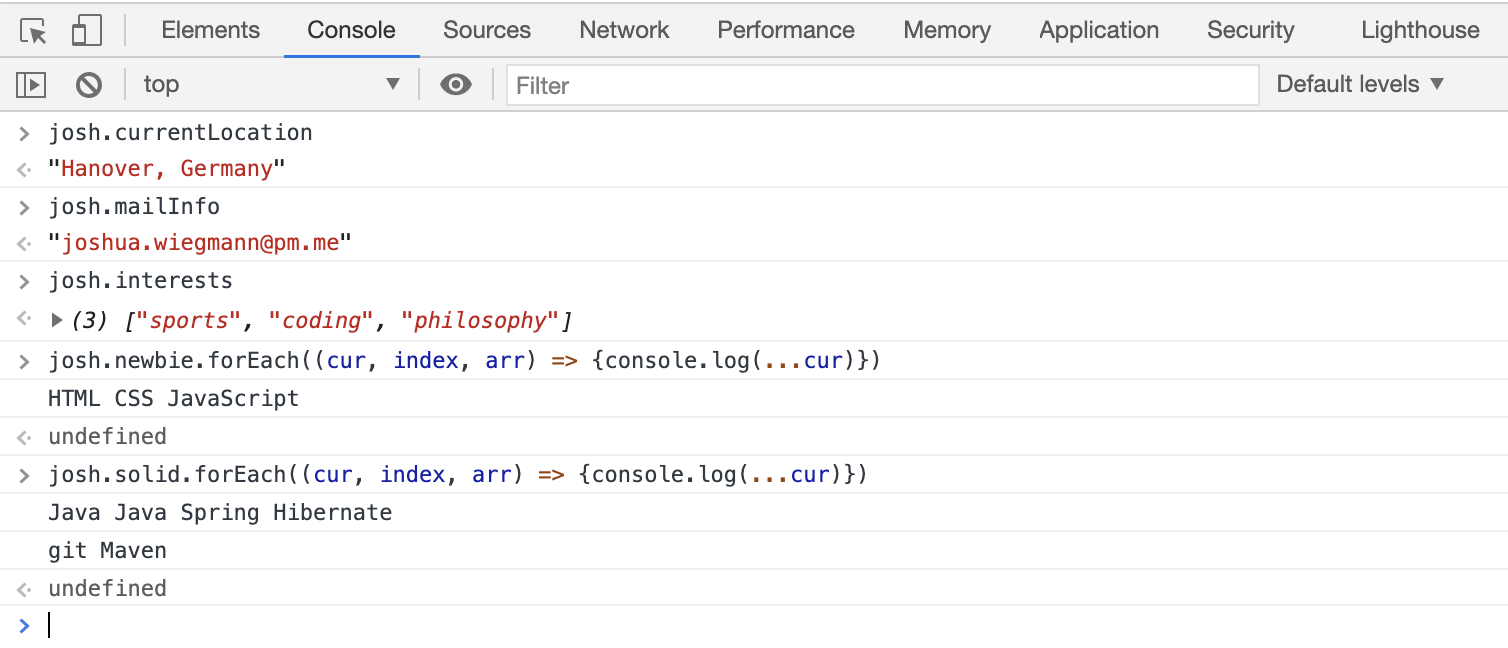 Elements Console Sources Network Performance Memory Application Security Lighthouse
top Filter Default levels
josh.currentLocation
"Hanover, Germany"
josh.mailInfo
"joshua.wiegmann@pm.me"
josh.interests
(3) ["sports", "coding", "philosophy"]
josh.newbie.forEach((cur, index, arr) => {console.log(...cur)})
HTML CSS JavaScript
undefined
josh.solid.forEach((cur, index, arr) => {console.log(...cur)})
Java Java Spring Hibernate
git Maven
undefined